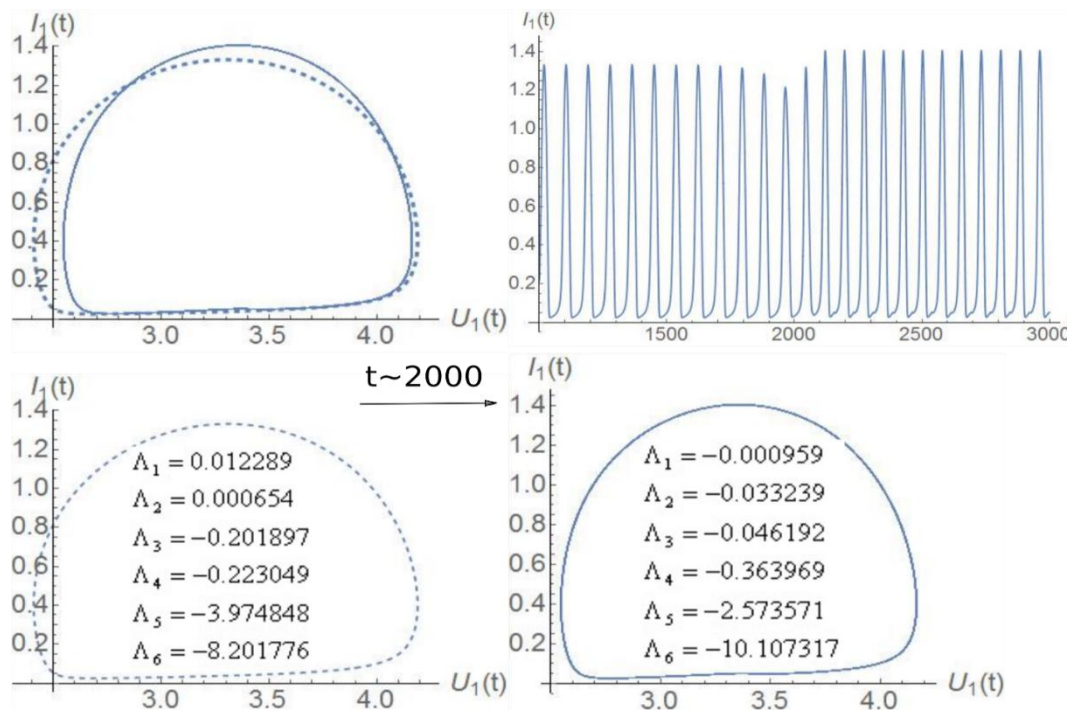 I₁(t)
1.4
1.2
1.0
0.8
0.6
0.4
0.2
3.0 3.5 4.0 U₁(t)
I₁(t)
1.4
1.2
0.8
0.4
1500 2000 2500 3000
t~2000
I₁(t)
1.4
1.2
1.0
0.8
0.6
0.4
0.2
Λ₁ = 0.012289
Λ₂ = 0.000654
Λ₃ = −0.201897
Λ₄ = −0.223049
Λ₅ = −3.974848
Λ₆ = −8.201776
3.0 3.5 4.0 U₁(t)
I₁(t)
1.4
1.2
1.0
0.8
0.6
0.4
0.2
Λ₁ = −0.000959
Λ₂ = −0.033239
Λ₃ = −0.046192
Λ₄ = −0.363969
Λ₅ = −2.573571
Λ₆ = −10.107317
3.0 3.5 4.0 U₁(t)